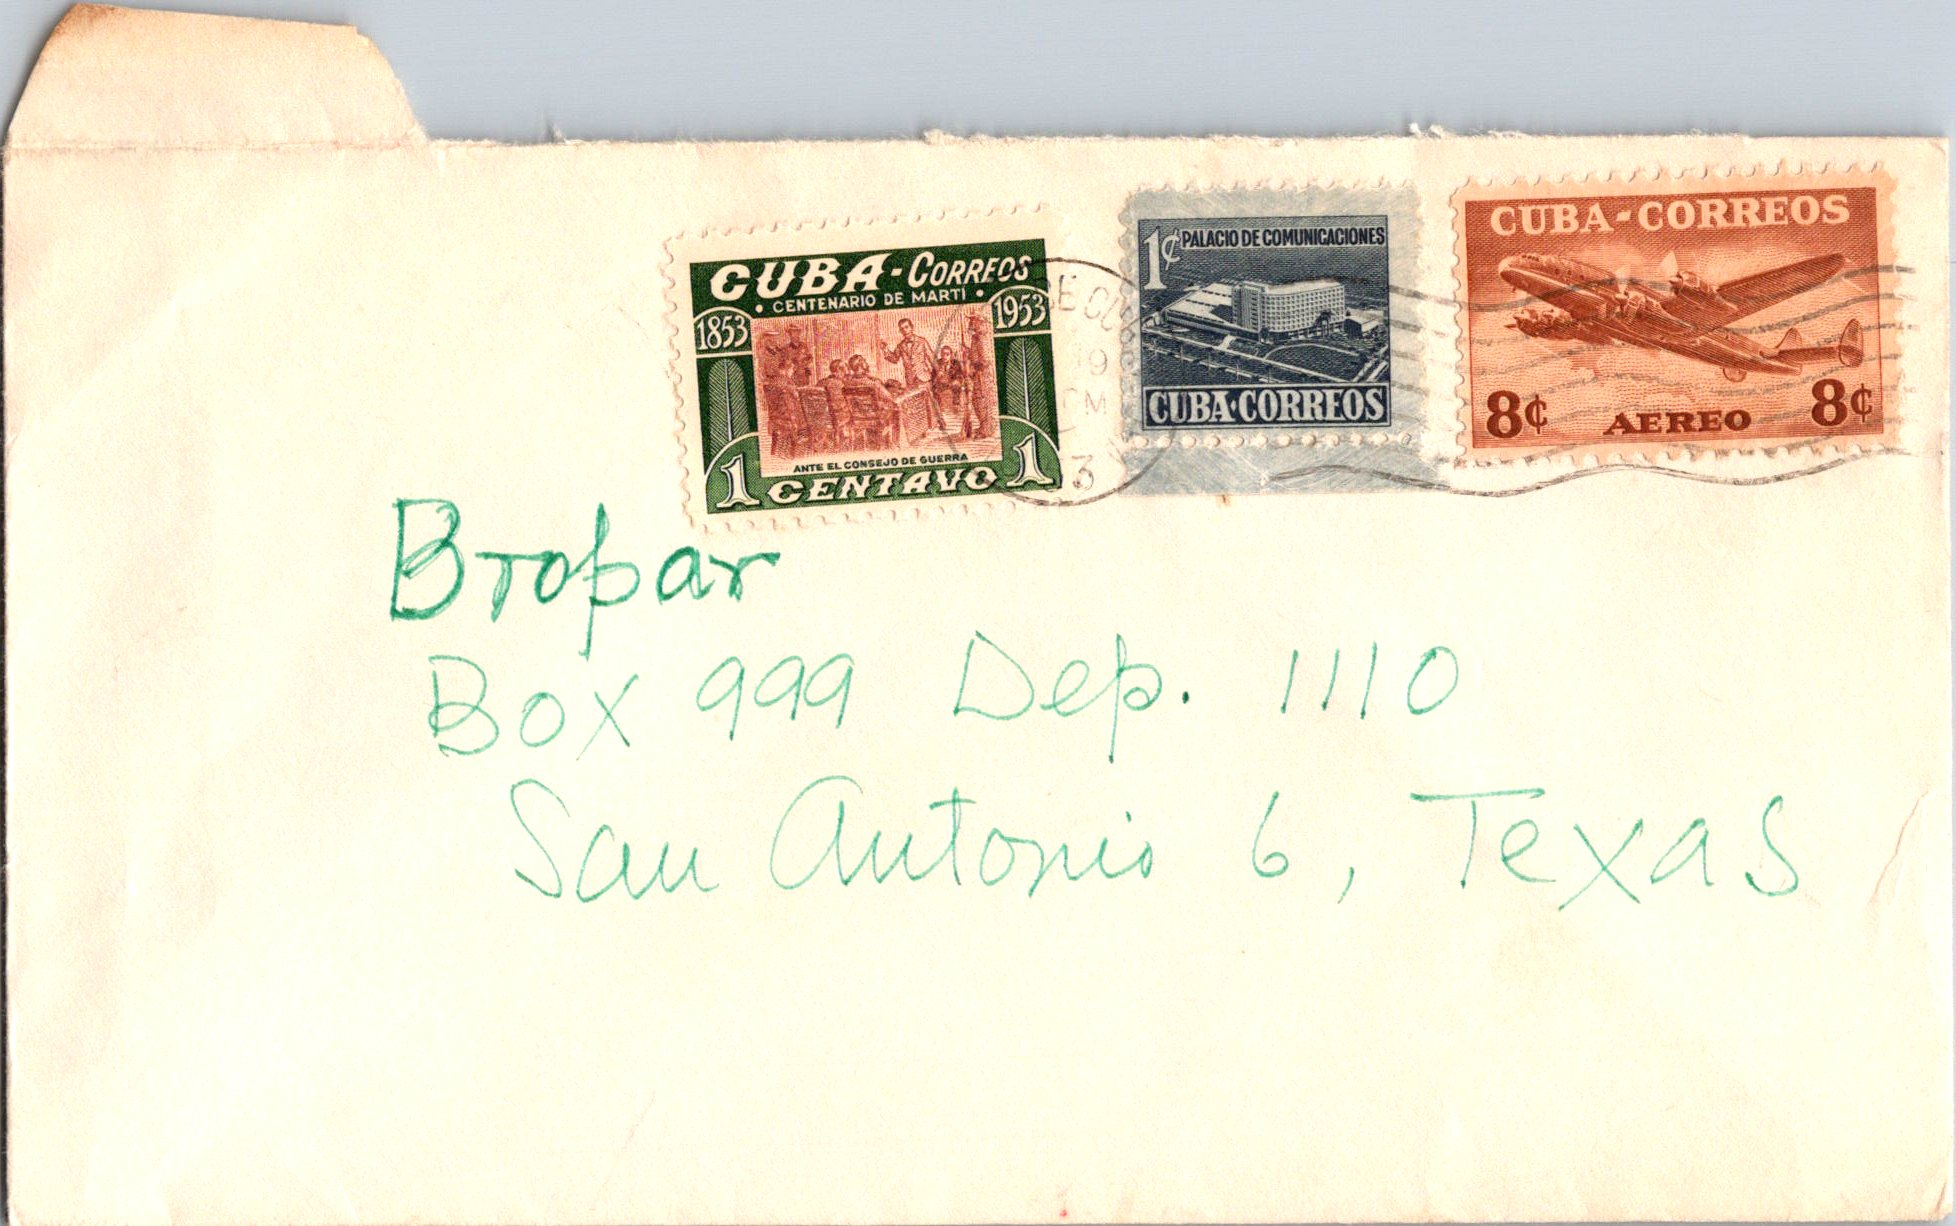 CUBA-CORREOS
· CENTENARIO DE MARTÍ ·
1853 1953
ANTE EL CONSEJO DE GUERRA
1 CENTAVO 1
1¢ PALACIO DE COMUNICACIONES
CUBA·CORREOS
CUBA-CORREOS
8¢ AEREO 8¢
Bropar
Box 999 Dep. 1110
San Antonio 6, Texas